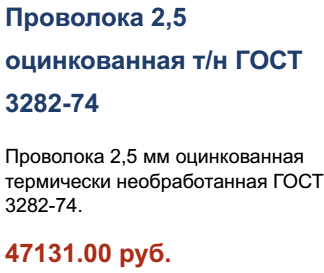 Проволока 2,5
оцинкованная т/н ГОСТ
3282-74
Проволока 2,5 мм оцинкованная
термически необработанная ГОСТ
3282-74.
47131.00 руб.